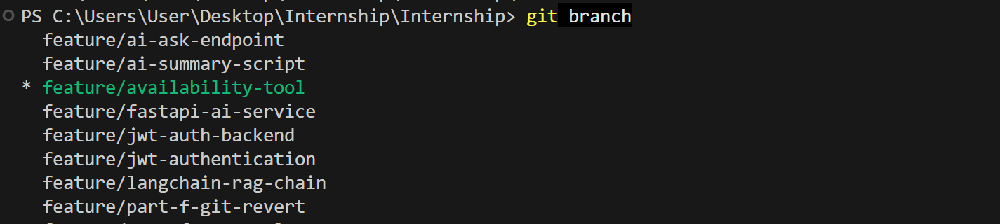 PS C:\Users\User\Desktop\Internship\Internship> git branch
feature/ai-ask-endpoint
feature/ai-summary-script
* feature/availability-tool
feature/fastapi-ai-service
feature/jwt-auth-backend
feature/jwt-authentication
feature/langchain-rag-chain
feature/part-f-git-revert